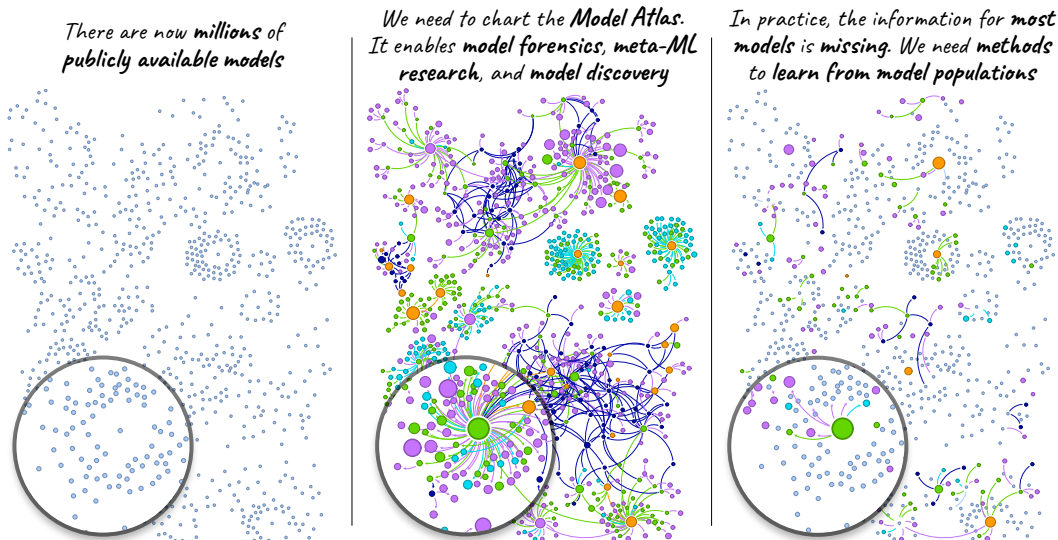 There are now millions of
publicly available models
We need to chart the Model Atlas.
It enables model forensics, meta-ML
research, and model discovery
In practice, the information for most
models is missing. We need methods
to learn from model populations